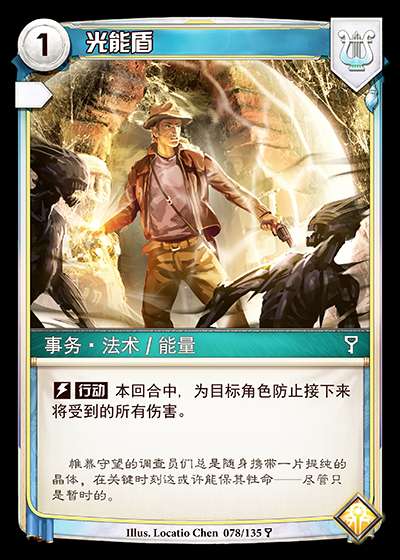 1
光能盾
事务·法术 / 能量
行动 本回合中，为目标角色防止接下来
将受到的所有伤害。
帷幕守望的调查员们总是随身携带一片提纯的
晶体，在关键时刻这或许能保其性命——尽管只
是暂时的。
Illus. Locatio Chen 078/135